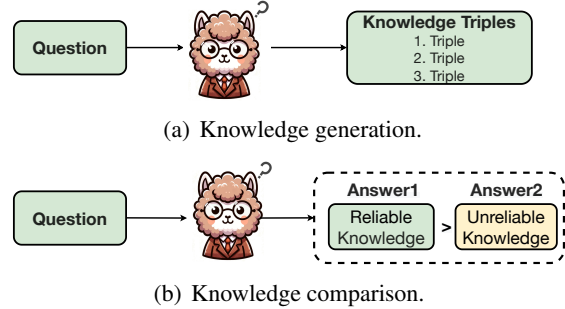 ?
Question
Knowledge Triples
1. Triple
2. Triple
3. Triple
(a) Knowledge generation.
?
Question
Answer1 Answer2
Reliable Knowledge > Unreliable Knowledge
(b) Knowledge comparison.